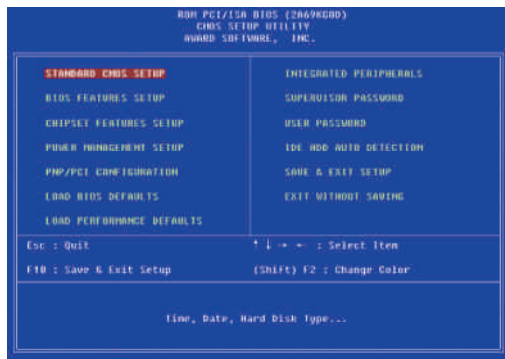 ROM PCI/ISA BIOS (2A69KG0D)
CMOS SETUP UTILITY
AWARD SOFTWARE, INC.
STANDARD CMOS SETUP
BIOS FEATURES SETUP
CHIPSET FEATURES SETUP
POWER MANAGEMENT SETUP
PNP/PCI CONFIGURATION
LOAD BIOS DEFAULTS
LOAD PERFORMANCE DEFAULTS
INTEGRATED PERIPHERALS
SUPERVISOR PASSWORD
USER PASSWORD
IDE HDD AUTO DETECTION
SAVE & EXIT SETUP
EXIT WITHOUT SAVING
Esc : Quit
F10 : Save & Exit Setup
↑ ↓ → ← : Select Item
(Shift) F2 : Change Color
Time, Date, Hard Disk Type...